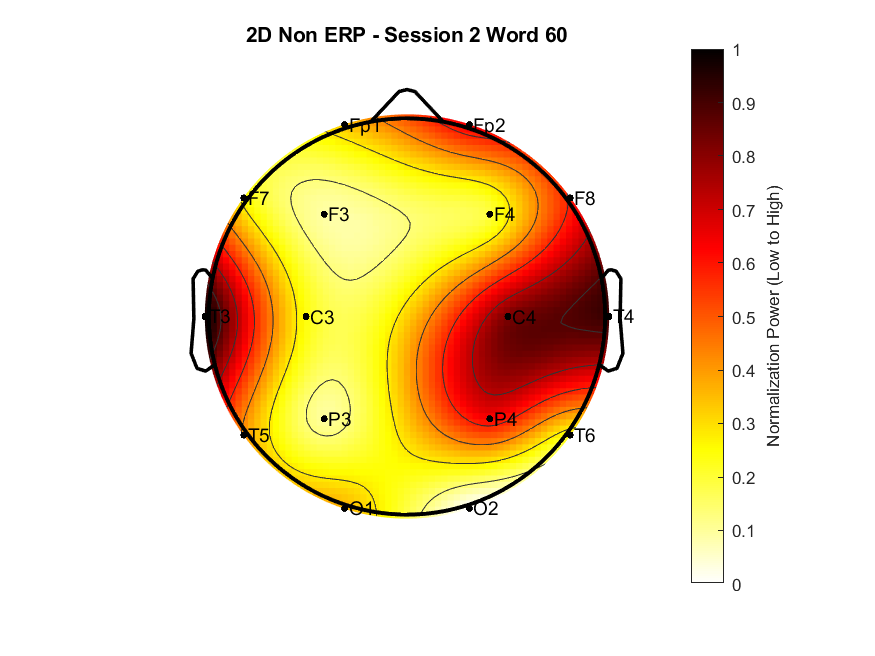 2D Non ERP - Session 2 Word 60
Fp1 Fp2
F7 F8
F3 F4
T3 C3 C4 T4
P3 P4
T5 T6
O1 O2
1
0.9
0.8
0.7
0.6
0.5
0.4
0.3
0.2
0.1
0
Normalization Power (Low to High)